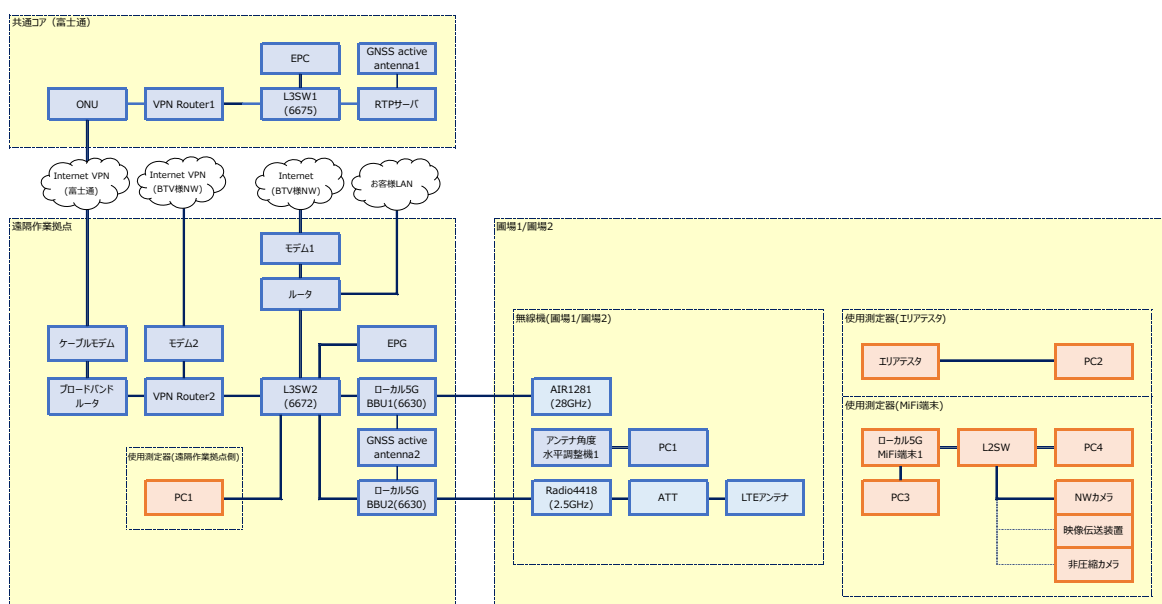 共通コア（富士通）
EPC
GNSS active
antenna1
ONU
VPN Router1
L3SW1
(6675)
RTPサーバ
Internet VPN
(富士通)
Internet VPN
(BTV様NW)
Internet
(BTV様NW)
お客様LAN
遠隔作業拠点
モデム1
ルータ
ケーブルモデム
モデム2
EPG
ブロードバンド
ルータ
VPN Router2
L3SW2
(6672)
ローカル5G
BBU1(6630)
GNSS active
antenna2
ローカル5G
BBU2(6630)
使用測定器(遠隔作業拠点側)
PC1
圃場1/圃場2
無線機(圃場1/圃場2)
AIR1281
(28GHz)
アンテナ角度
水平調整機1
PC1
Radio4418
(2.5GHz)
ATT
LTEアンテナ
使用測定器(エリアテスタ)
エリアテスタ
PC2
使用測定器(MiFi端末)
ローカル5G
MiFi端末1
L2SW
PC4
PC3
NWカメラ
映像伝送装置
非圧縮カメラ